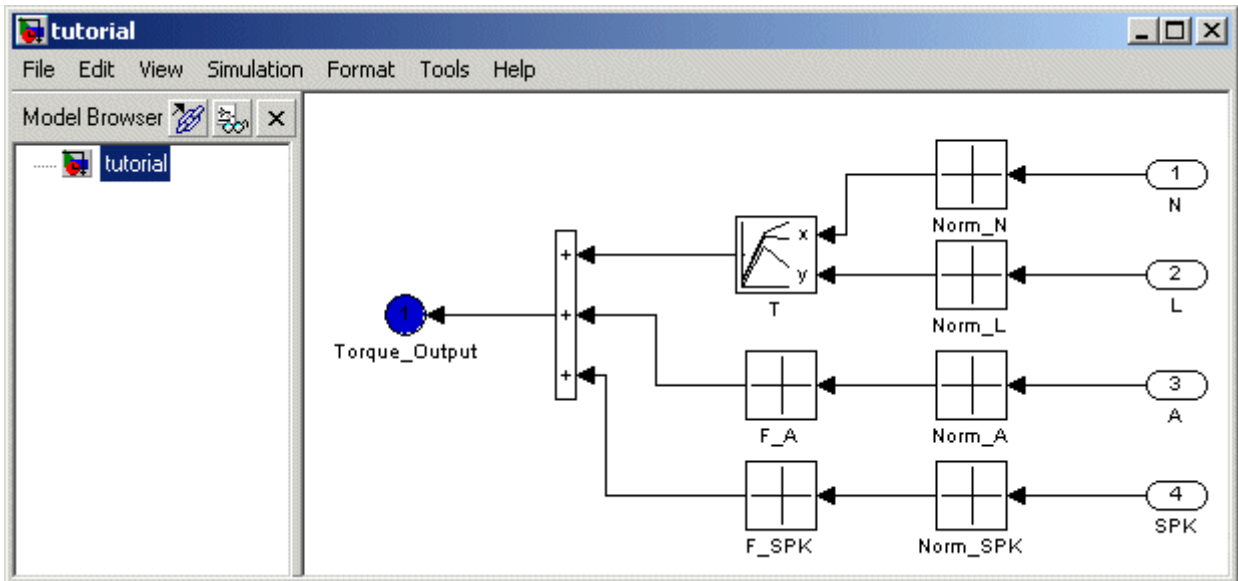 tutorial
File Edit View Simulation Format Tools Help
Model Browser
tutorial
1
N
Norm_N
x
y
T
2
L
Norm_L
+
+
+
1
Torque_Output
3
A
F_A
Norm_A
4
SPK
F_SPK
Norm_SPK